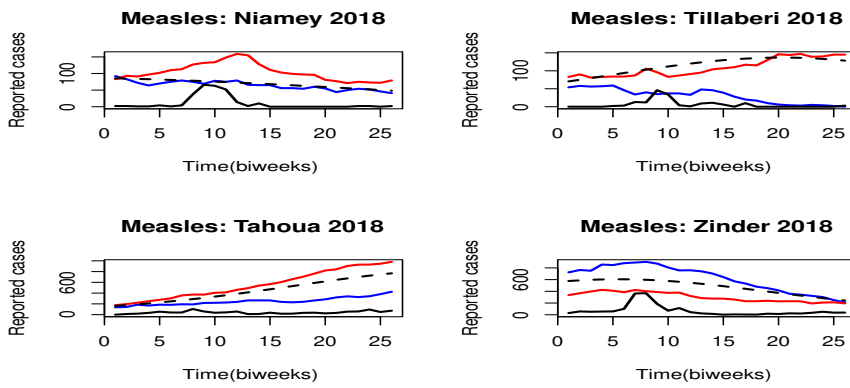 Measles: Niamey 2018
Reported cases
0 100
0 5 10 15 20 25
Time(biweeks)
Measles: Tillaberi 2018
Reported cases
0 100
0 5 10 15 20 25
Time(biweeks)
Measles: Tahoua 2018
Reported cases
0 600
0 5 10 15 20 25
Time(biweeks)
Measles: Zinder 2018
Reported cases
0 600
0 5 10 15 20 25
Time(biweeks)